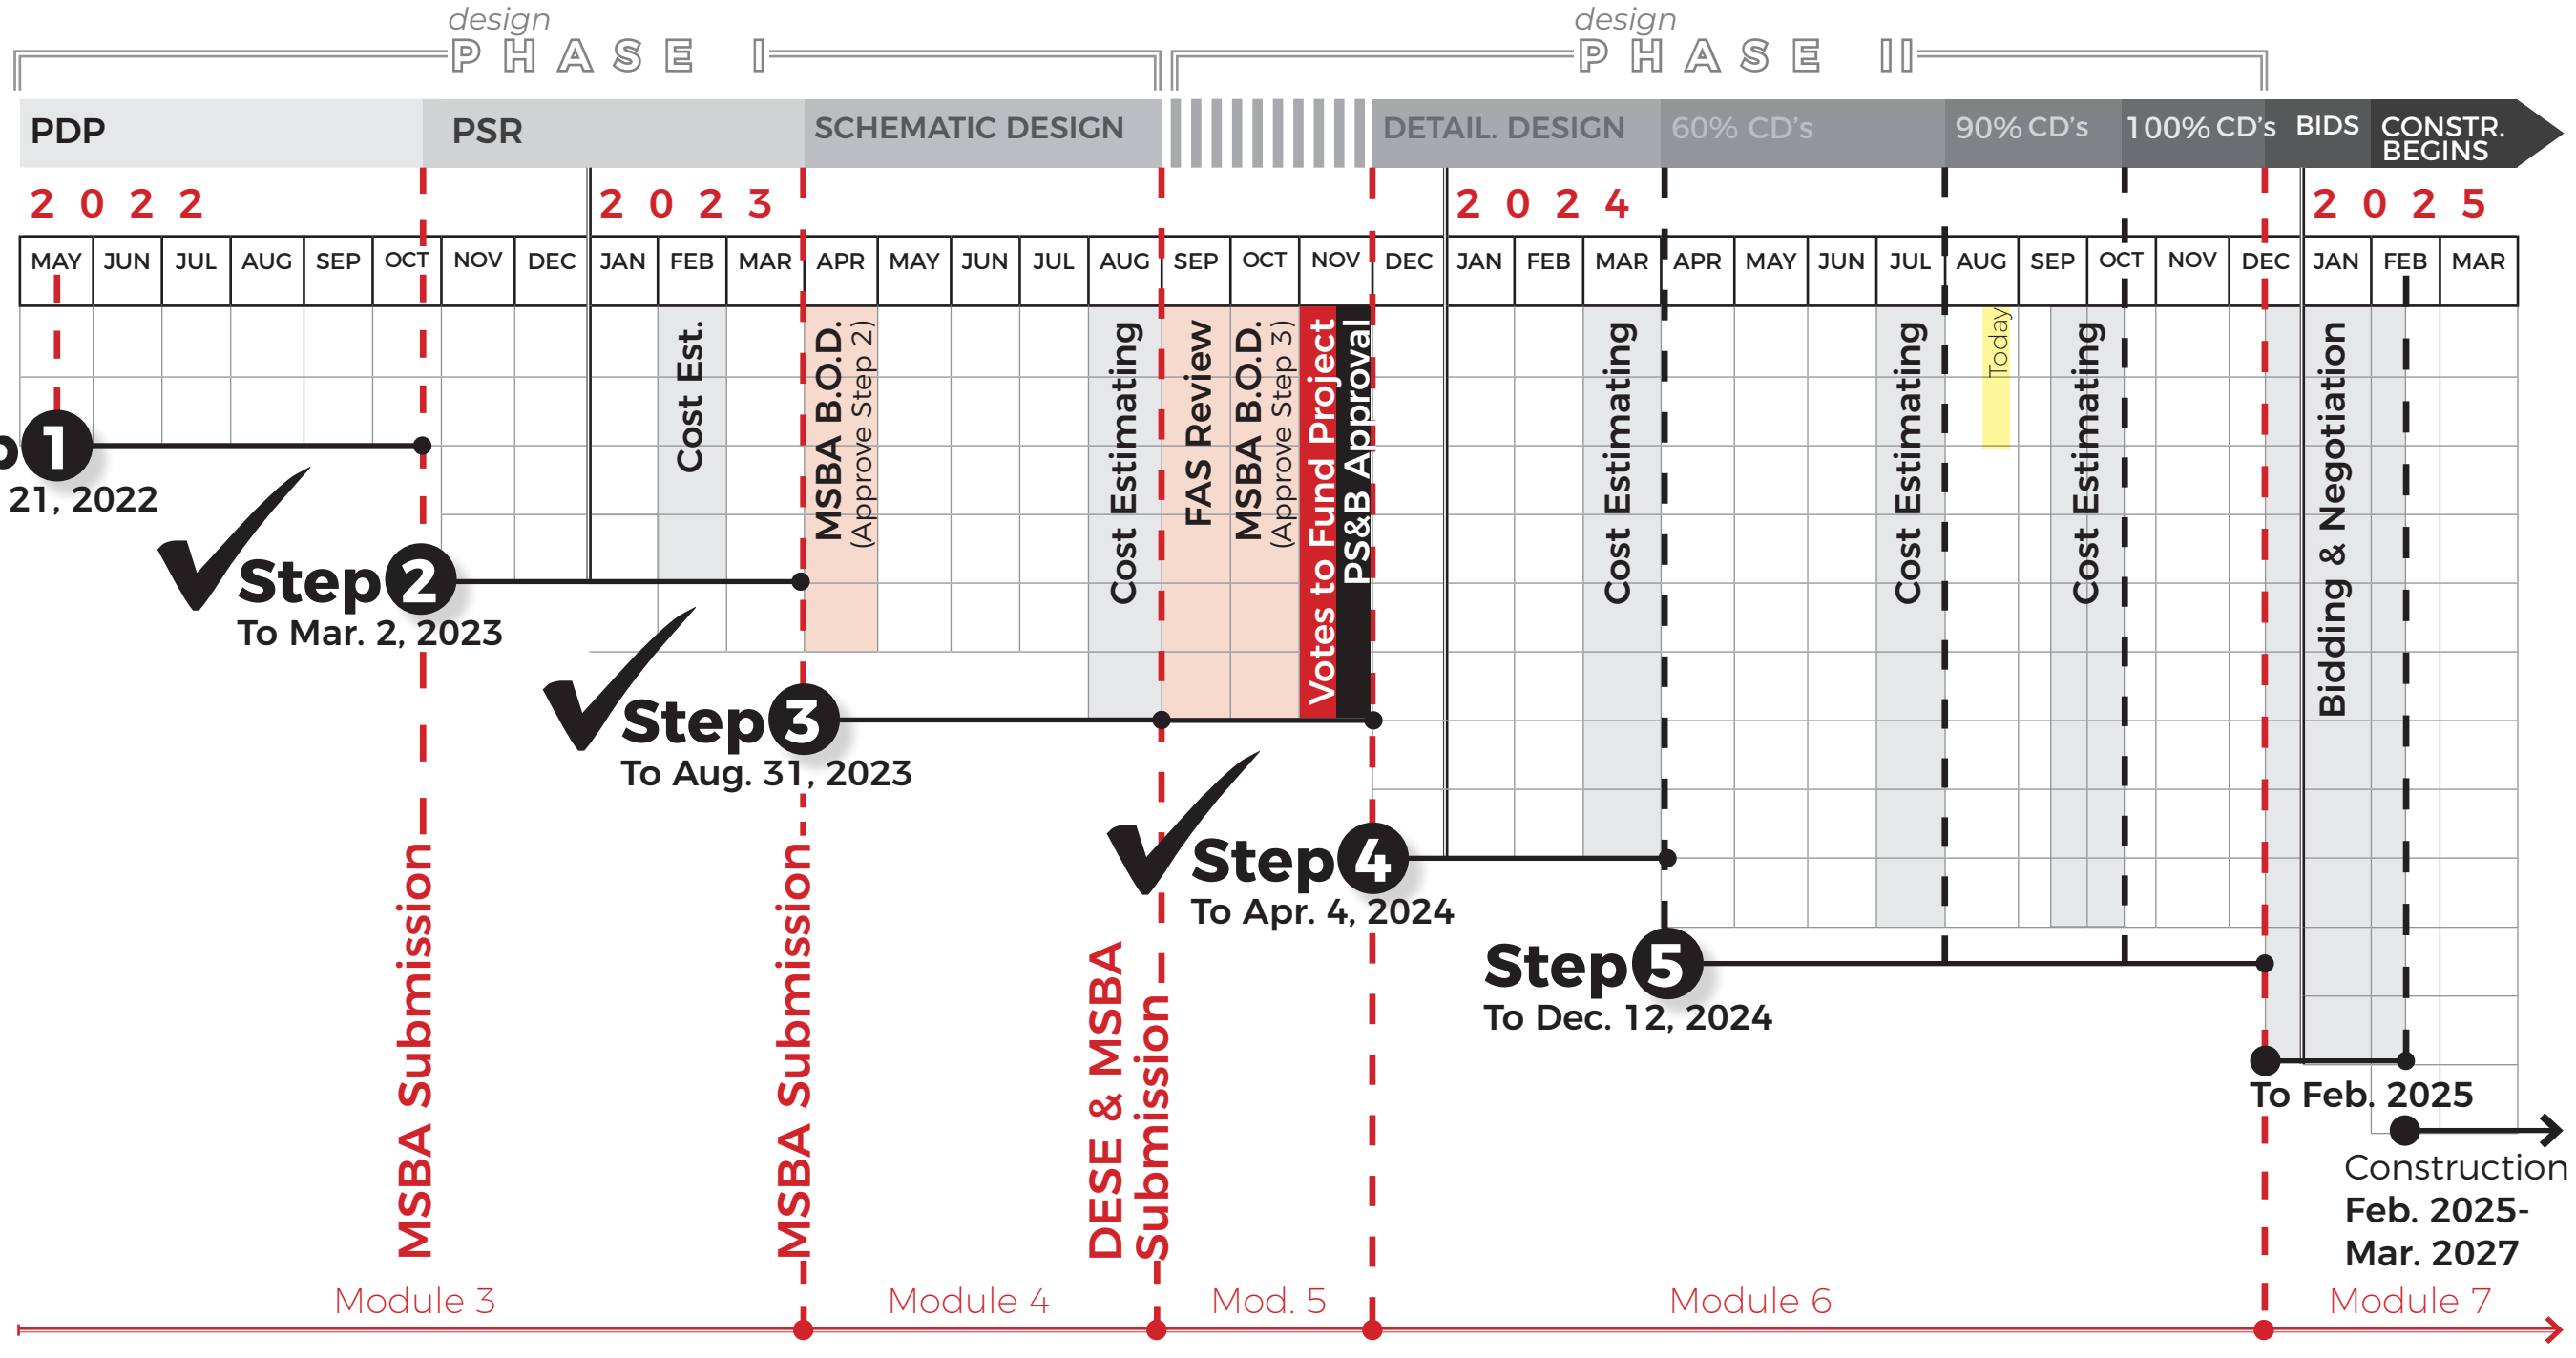 design
PHASE I
design
PHASE II
PDP
PSR
SCHEMATIC DESIGN
DETAIL. DESIGN
60% CD's
90% CD's
100% CD's
BIDS
CONSTR.
BEGINS
2022
2023
2024
2025
MAY JUN JUL AUG SEP OCT NOV DEC JAN FEB MAR APR MAY JUN JUL AUG SEP OCT NOV DEC JAN FEB MAR APR MAY JUN JUL AUG SEP OCT NOV DEC JAN FEB MAR
Cost Est.
MSBA B.O.D.
(Approve Step 2)
Cost Estimating
FAS Review
MSBA B.O.D.
(Approve Step 3)
Votes to Fund Project
PS&B Approval
Cost Estimating
Cost Estimating
Today
Cost Estimating
Bidding & Negotiation
p 1
21, 2022
Step 2
To Mar. 2, 2023
Step 3
To Aug. 31, 2023
Step 4
To Apr. 4, 2024
Step 5
To Dec. 12, 2024
To Feb. 2025
Construction
Feb. 2025-
Mar. 2027
MSBA Submission
MSBA Submission
DESE & MSBA
Submission
Module 3
Module 4
Mod. 5
Module 6
Module 7